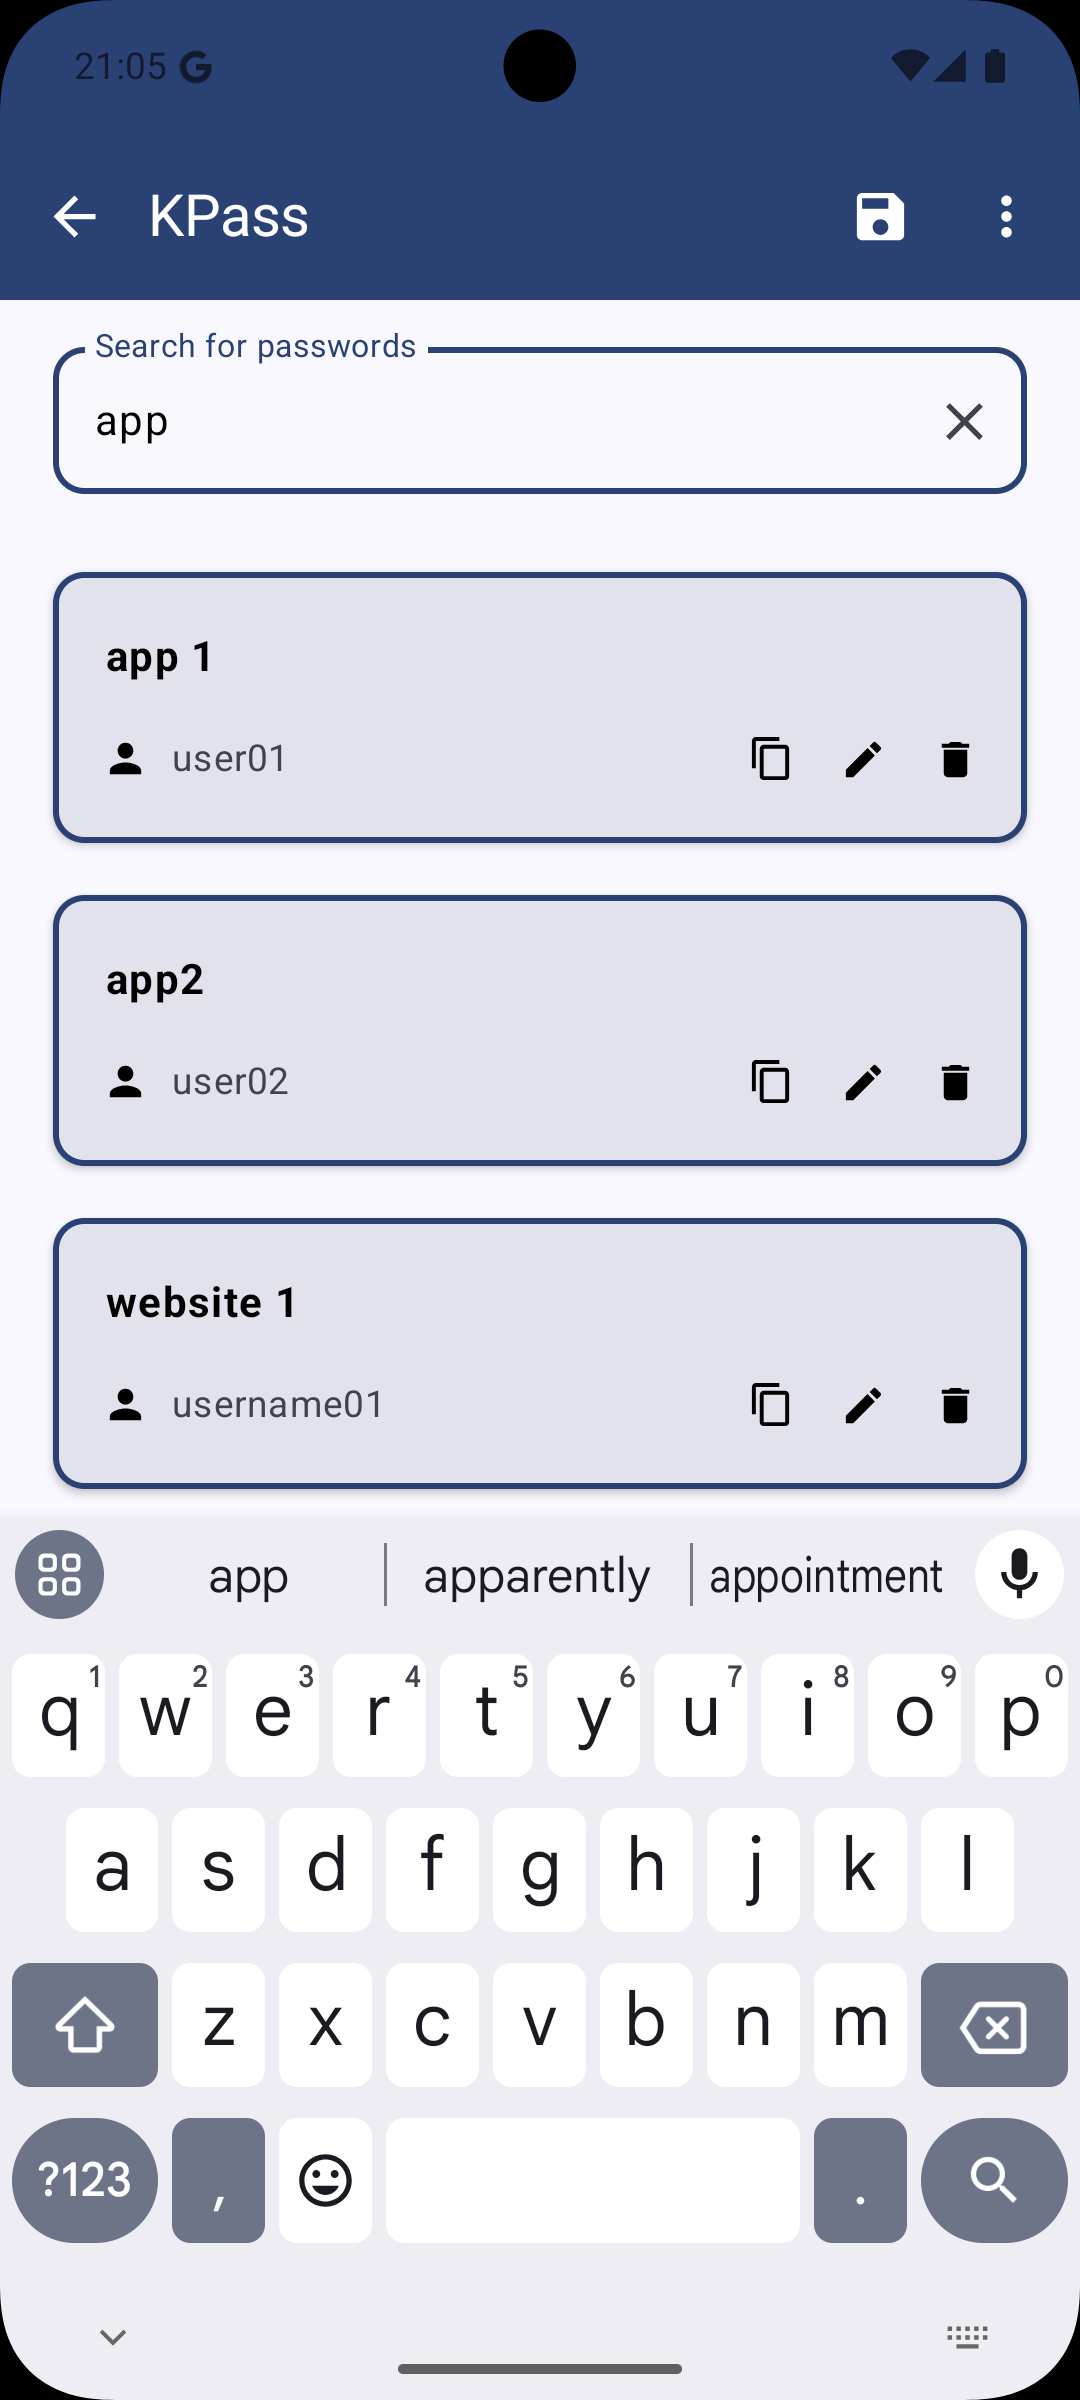 21:05
KPass
Search for passwords
app
app 1
user01
app2
user02
website 1
username01
app apparently appointment
q 1 w 2 e 3 r 4 t 5 y 6 u 7 i 8 o 9 p 0
a s d f g h j k l
z x c v b n m
?123 , .